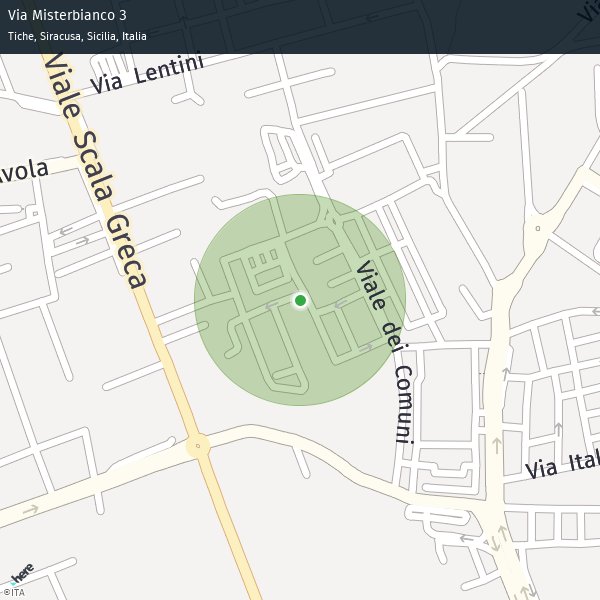 Via Misterbianco 3
Tiche, Siracusa, Sicilia, Italia
Via Lentini
Viale Scala Greca
vola
Viale dei Comuni
Via Ital
here
©ITA